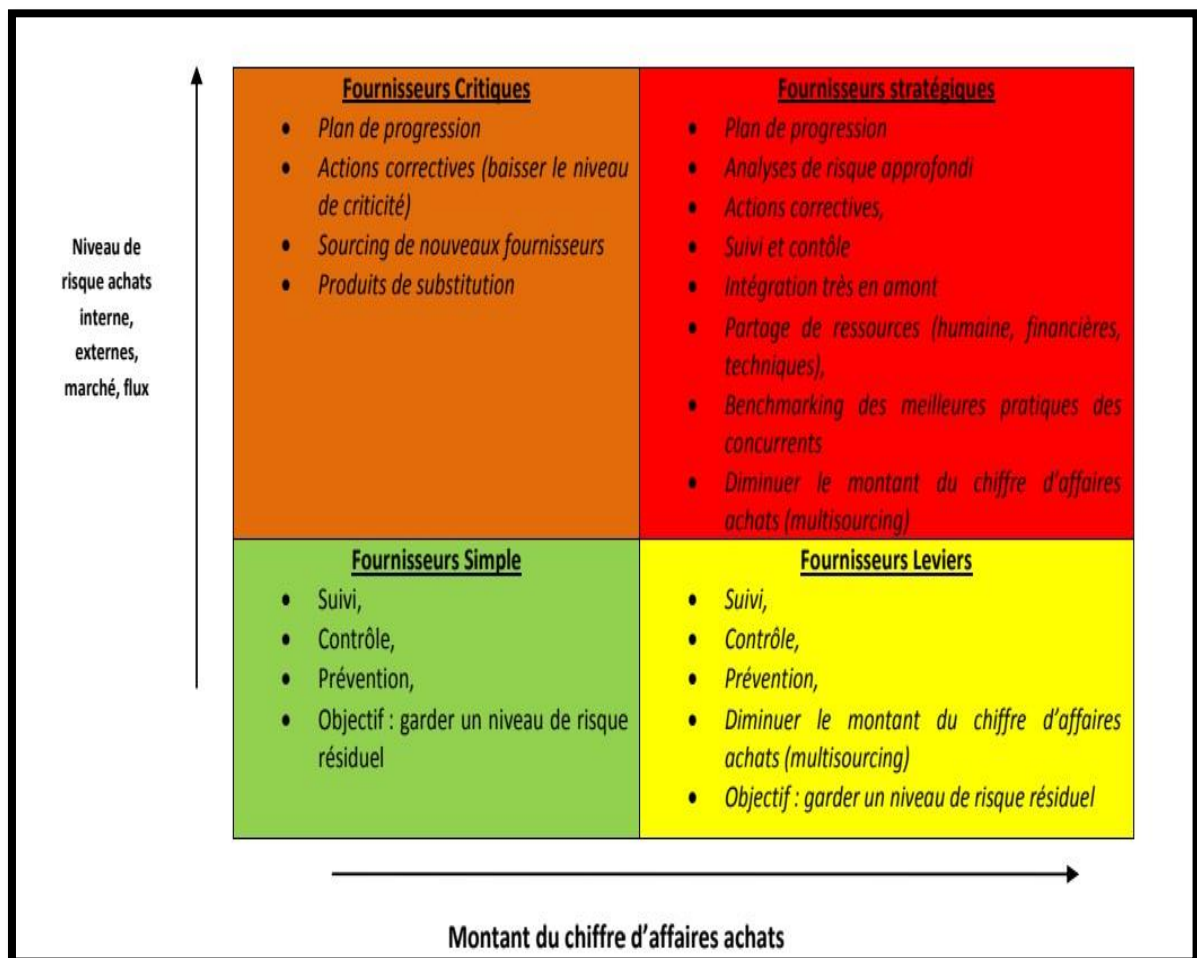 Niveau de
risque achats
interne,
externes,
marché, flux
Fournisseurs Critiques
• Plan de progression
• Actions correctives (baisser le niveau
de criticité)
• Sourcing de nouveaux fournisseurs
• Produits de substitution
Fournisseurs stratégiques
• Plan de progression
• Analyses de risque approfondi
• Actions correctives,
• Suivi et contôle
• Intégration très en amont
• Partage de ressources (humaine, financières,
techniques),
• Benchmarking des meilleures pratiques des
concurrents
• Diminuer le montant du chiffre d'affaires
achats (multisourcing)
Fournisseurs Simple
• Suivi,
• Contrôle,
• Prévention,
• Objectif : garder un niveau de risque
résiduel
Fournisseurs Leviers
• Suivi,
• Contrôle,
• Prévention,
• Diminuer le montant du chiffre d'affaires
achats (multisourcing)
• Objectif : garder un niveau de risque résiduel
Montant du chiffre d'affaires achats